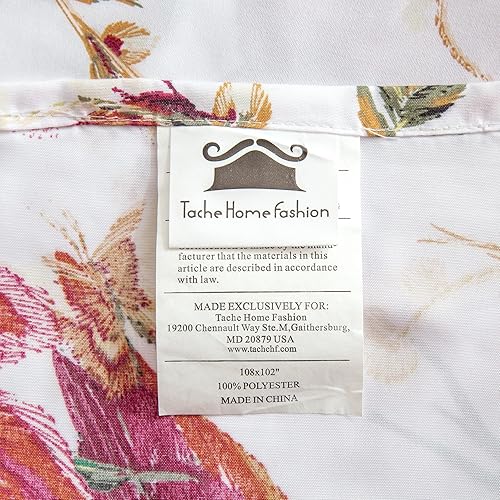 Tache Home Fashion
facturer that the materials in this
article are described in accordance
with law.
MADE EXCLUSIVELY FOR:
Tache Home Fashion
19200 Chennault Way Ste.M,Gaithersburg,
MD 20879 USA
www.tachehf.com
108x102"
100% POLYESTER
MADE IN CHINA